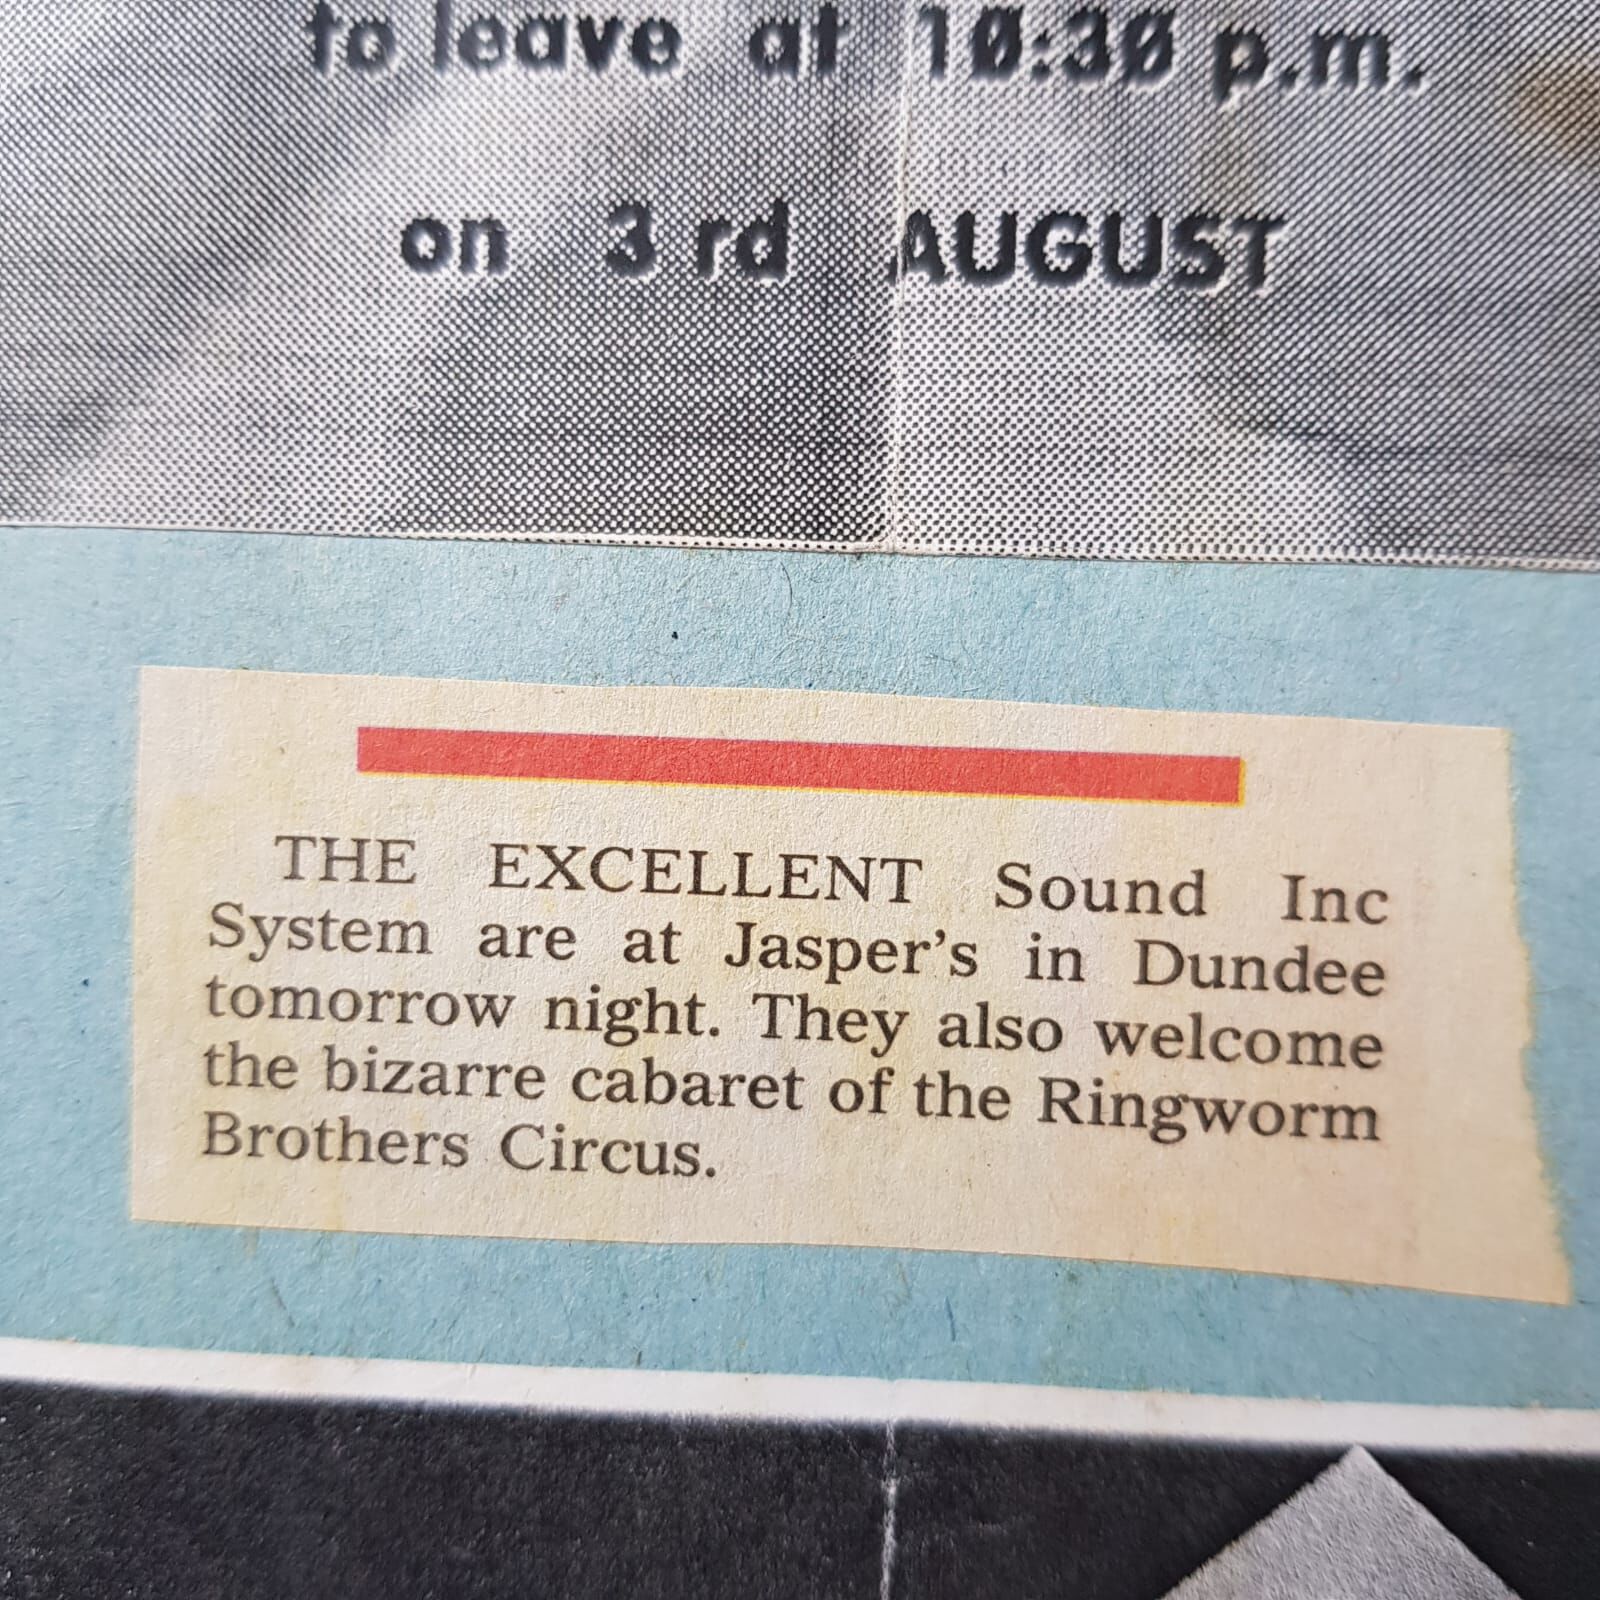 to leave at 10:30 p.m.
on 3rd AUGUST
THE EXCELLENT Sound Inc
System are at Jasper's in Dundee
tomorrow night. They also welcome
the bizarre cabaret of the Ringworm
Brothers Circus.